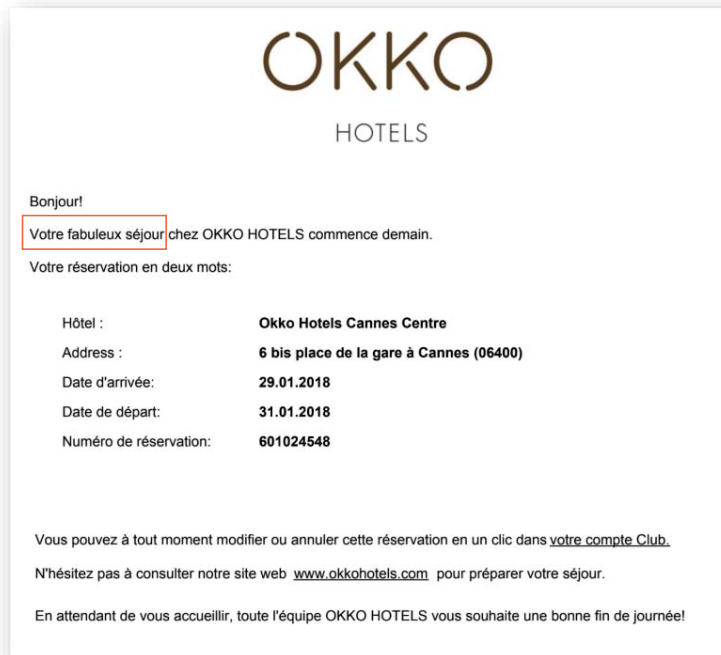 OKKO
HOTELS
Bonjour!
Votre fabuleux séjour chez OKKO HOTELS commence demain.
Votre réservation en deux mots:
Hôtel : Okko Hotels Cannes Centre
Address : 6 bis place de la gare à Cannes (06400)
Date d'arrivée: 29.01.2018
Date de départ: 31.01.2018
Numéro de réservation: 601024548
Vous pouvez à tout moment modifier ou annuler cette réservation en un clic dans votre compte Club.
N'hésitez pas à consulter notre site web www.okkohotels.com pour préparer votre séjour.
En attendant de vous accueillir, toute l'équipe OKKO HOTELS vous souhaite une bonne fin de journée!